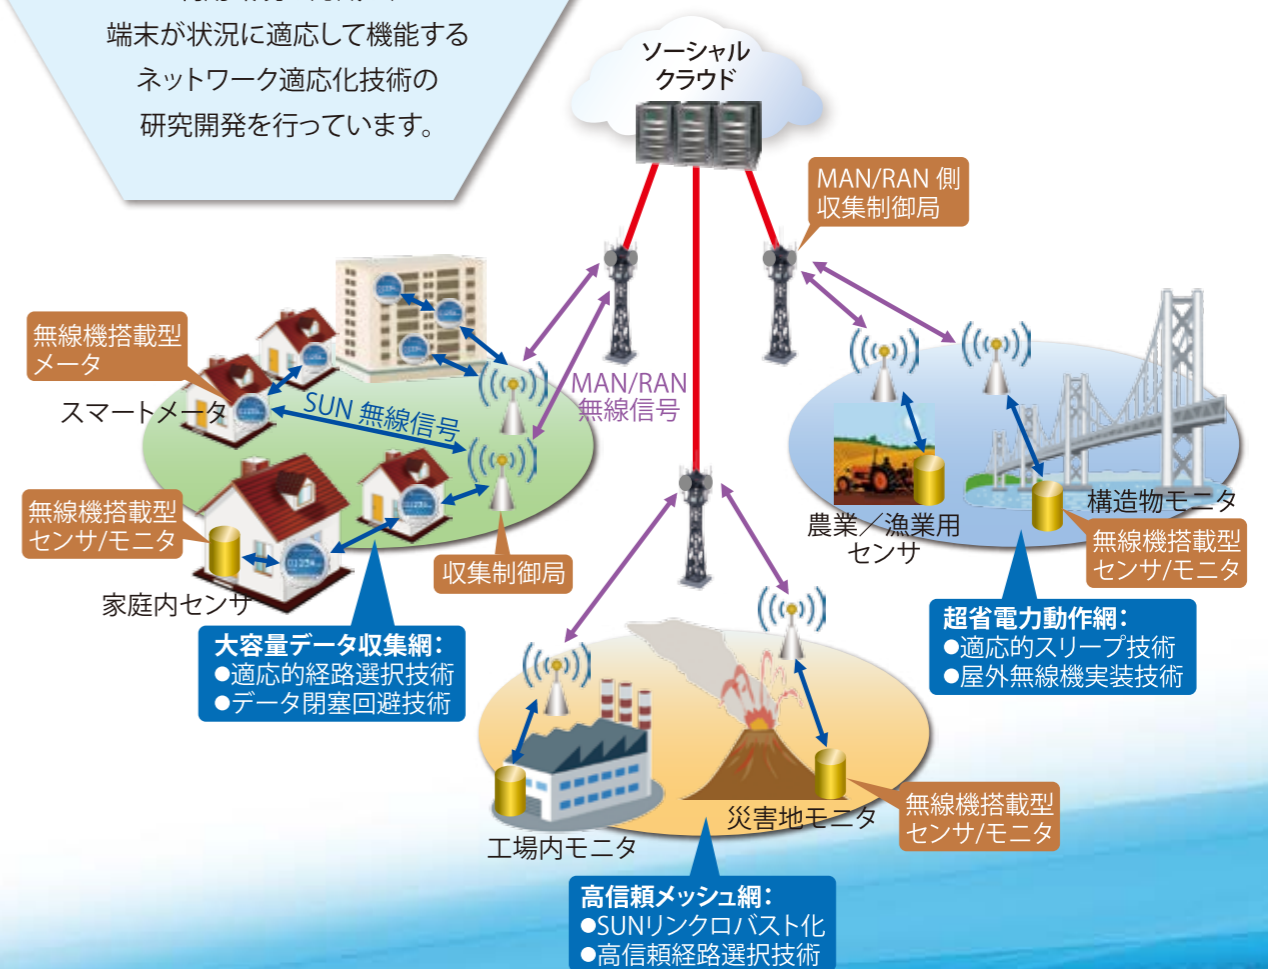 端末が状況に適応して機能する
ネットワーク適応化技術の
研究開発を行っています。
ソーシャル
クラウド
MAN/RAN 側
収集制御局
無線機搭載型
メータ
スマートメータ
SUN 無線信号
MAN/RAN
無線信号
無線機搭載型
センサ/モニタ
家庭内センサ
収集制御局
大容量データ収集網：
●適応的経路選択技術
●データ閉塞回避技術
農業／漁業用
センサ
構造物モニタ
無線機搭載型
センサ/モニタ
超省電力動作網：
●適応的スリープ技術
●屋外無線機実装技術
工場内モニタ
災害地モニタ
無線機搭載型
センサ/モニタ
高信頼メッシュ網：
●SUNリンクロバスト化
●高信頼経路選択技術